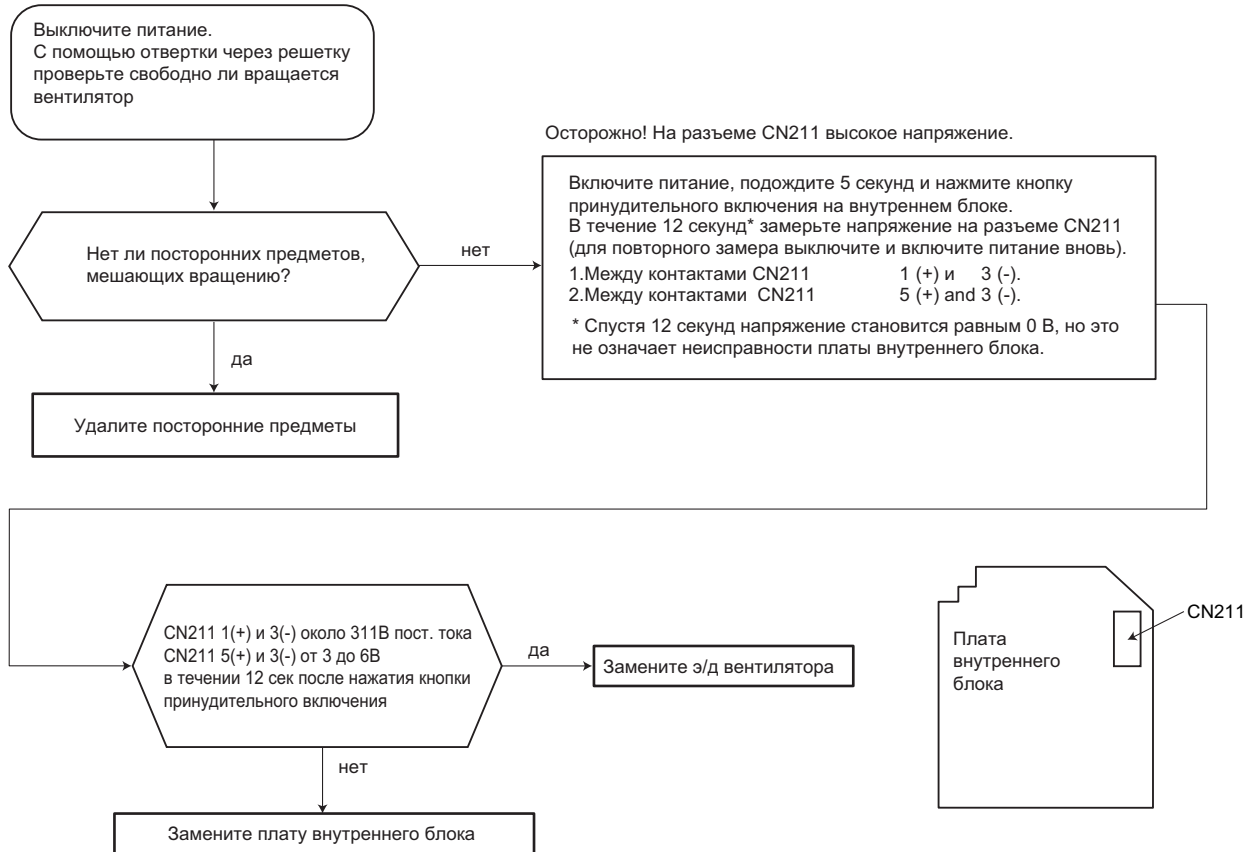 Выключите питание.
С помощью отвертки через решетку
проверьте свободно ли вращается
вентилятор
Осторожно! На разъеме CN211 высокое напряжение.
Нет ли посторонних предметов,
мешающих вращению?
нет
Включите питание, подождите 5 секунд и нажмите кнопку
принудительного включения на внутреннем блоке.
В течение 12 секунд* замерьте напряжение на разъеме CN211
(для повторного замера выключите и включите питание вновь).
1.Между контактами CN211 1 (+) и 3 (-).
2.Между контактами CN211 5 (+) and 3 (-).
* Спустя 12 секунд напряжение становится равным 0 В, но это
не означает неисправности платы внутреннего блока.
да
Удалите посторонние предметы
CN211 1(+) и 3(-) около 311В пост. тока
CN211 5(+) и 3(-) от 3 до 6В
в течении 12 сек после нажатия кнопки
принудительного включения
да
Замените э/д вентилятора
нет
Замените плату внутреннего блока
Плата
внутреннего
блока
CN211